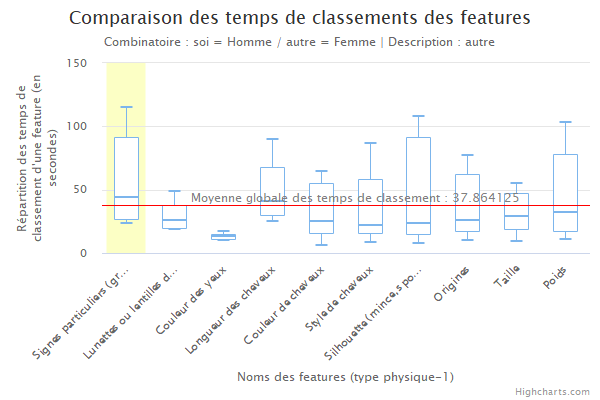 Comparaison des temps de classements des features
Combinatoire : soi = Homme / autre = Femme | Description : autre
Répartition des temps de
classement d'une feature (en
secondes)
150
100
50
0
Moyenne globale des temps de classement : 37.864125
Signes particuliers (gr...
Lunettes ou lentilles d...
Couleur des yeux
Longueur des cheveux
Couleur de cheveux
Style de cheveux
Silhouette (mince,s po...
Origines
Taille
Poids
Noms des features (type physique-1)
Highcharts.com